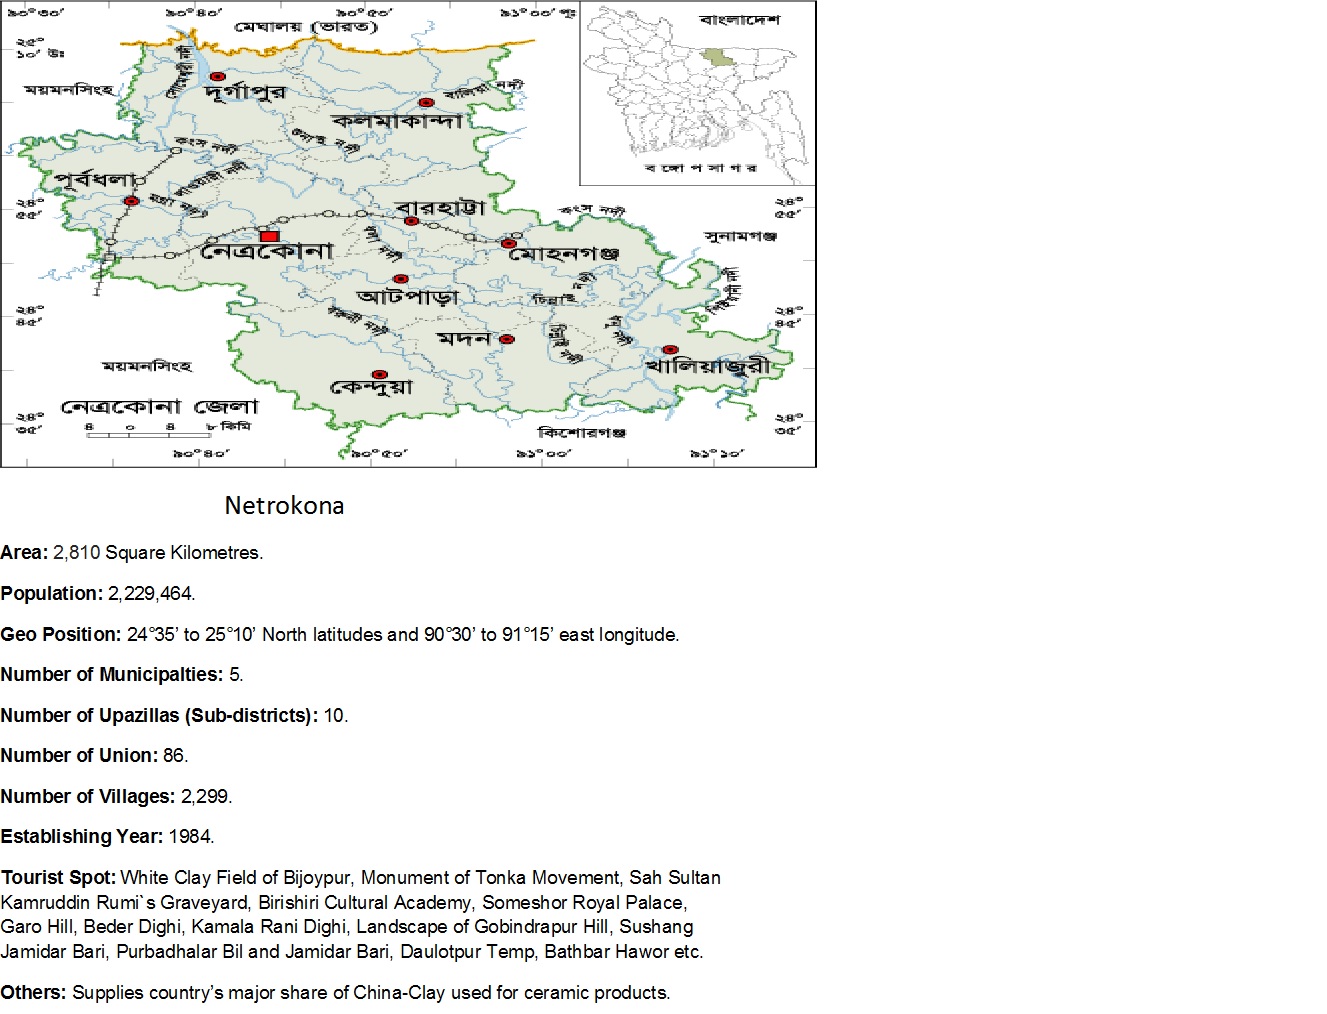 ৯০°৩০′ ৯০°৪০′ ৯০°৫০′ ৯১°০০′ পূঃ
মেঘালয় (ভারত)
বাংলাদেশ
২৫°
১০′ উঃ
ময়মনসিংহ
দূর্গাপুর
কলমাকান্দা
কংস নদী
বঙ্গোপসাগর
পূর্বধলা
বারহাট্টা
কংস নদী
২৪°
৫৫′
২৪°
৫৫′
সুনামগঞ্জ
নেত্রকোনা
মোহনগঞ্জ
আটপাড়া
২৪°
৪৫′
২৪°
৪৫′
মদন
ময়মনসিংহ
খালিয়াজুরী
কেন্দুয়া
নেত্রকোনা জেলা
৪ ০ ৪ ৮ কিমি
২৪°
৩৫′
২৪°
৩৫′
কিশোরগঞ্জ
৯০°৪০′ ৯০°৫০′ ৯১°০০′ ৯১°১০′
Netrokona
Area: 2,810 Square Kilometres.
Population: 2,229,464.
Geo Position: 24°35’ to 25°10’ North latitudes and 90°30’ to 91°15’ east longitude.
Number of Municipalties: 5.
Number of Upazillas (Sub-districts): 10.
Number of Union: 86.
Number of Villages: 2,299.
Establishing Year: 1984.
Tourist Spot: White Clay Field of Bijoypur, Monument of Tonka Movement, Sah Sultan
Kamruddin Rumi`s Graveyard, Birishiri Cultural Academy, Someshor Royal Palace,
Garo Hill, Beder Dighi, Kamala Rani Dighi, Landscape of Gobindrapur Hill, Sushang
Jamidar Bari, Purbadhalar Bil and Jamidar Bari, Daulotpur Temp, Bathbar Hawor etc.
Others: Supplies country’s major share of China-Clay used for ceramic products.